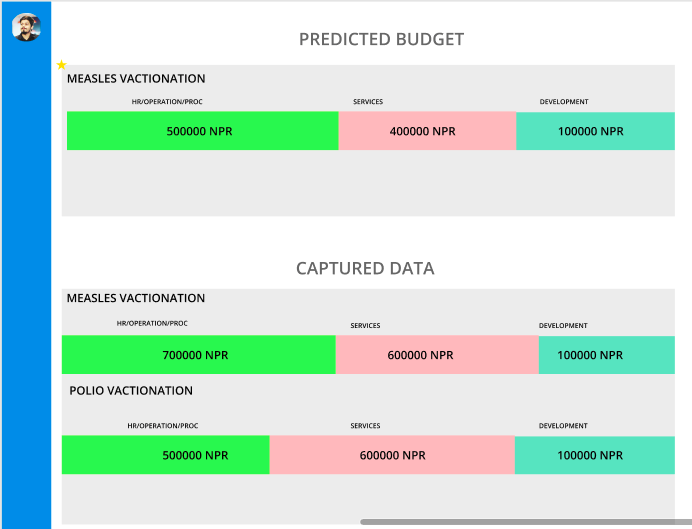 PREDICTED BUDGET
MEASLES VACTIONATION
HR/OPERATION/PROC SERVICES DEVELOPMENT
500000 NPR 400000 NPR 100000 NPR
CAPTURED DATA
MEASLES VACTIONATION
HR/OPERATION/PROC SERVICES DEVELOPMENT
700000 NPR 600000 NPR 100000 NPR
POLIO VACTIONATION
HR/OPERATION/PROC SERVICES DEVELOPMENT
500000 NPR 600000 NPR 100000 NPR